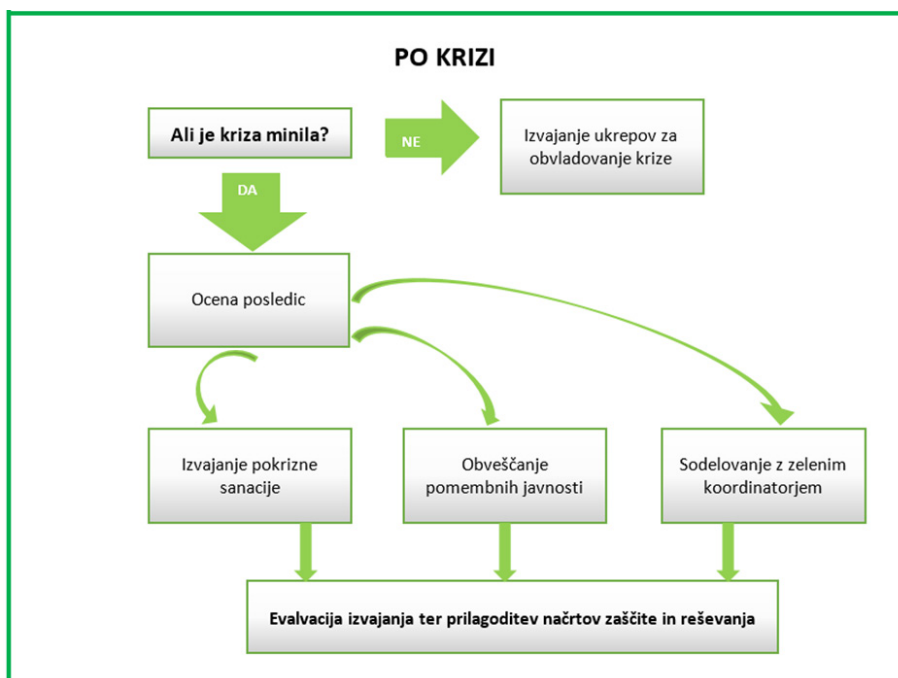 PO KRIZI
Ali je kriza minila?
NE
Izvajanje ukrepov za
obvladovanje krize
DA
Ocena posledic
Izvajanje pokrizne
sanacije
Obveščanje
pomembnih javnosti
Sodelovanje z zelenim
koordinatorjem
Evalvacija izvajanja ter prilagoditev načrtov zaščite in reševanja